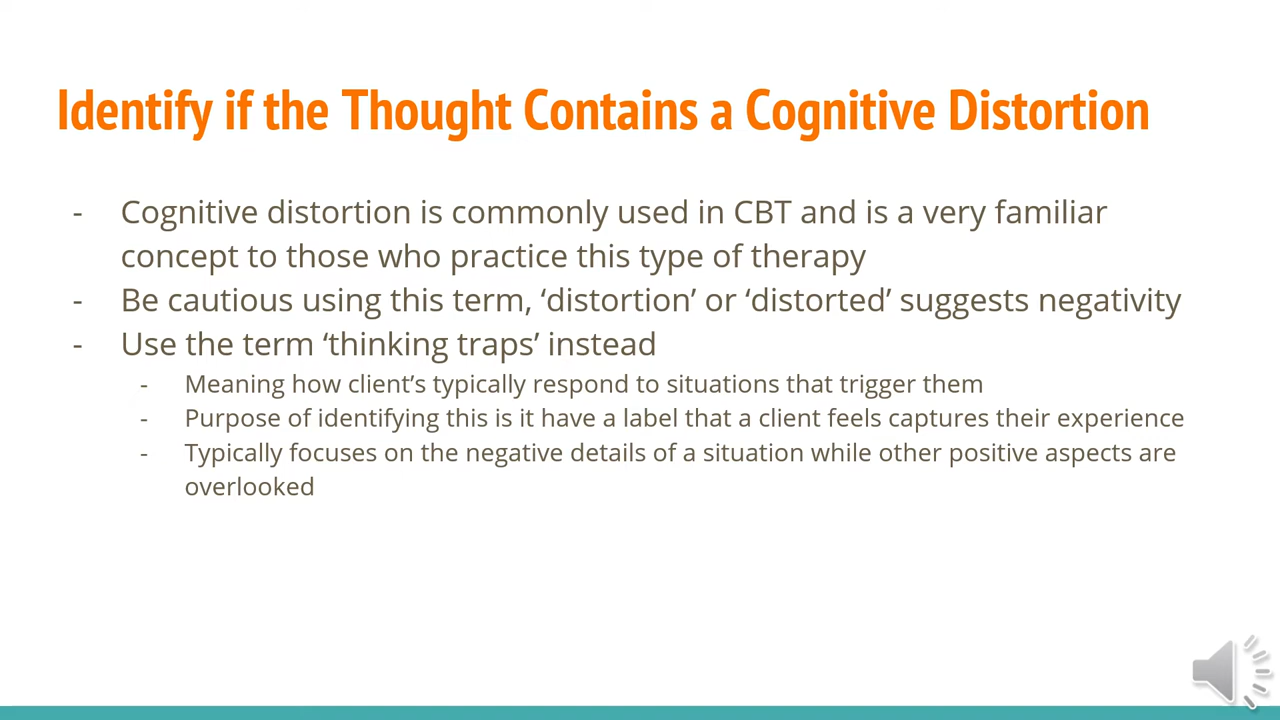 Identify if the Thought Contains a Cognitive Distortion
- Cognitive distortion is commonly used in CBT and is a very familiar
concept to those who practice this type of therapy
- Be cautious using this term, ‘distortion’ or ‘distorted’ suggests negativity
- Use the term ‘thinking traps’ instead
- Meaning how client’s typically respond to situations that trigger them
- Purpose of identifying this is it have a label that a client feels captures their experience
- Typically focuses on the negative details of a situation while other positive aspects are
overlooked